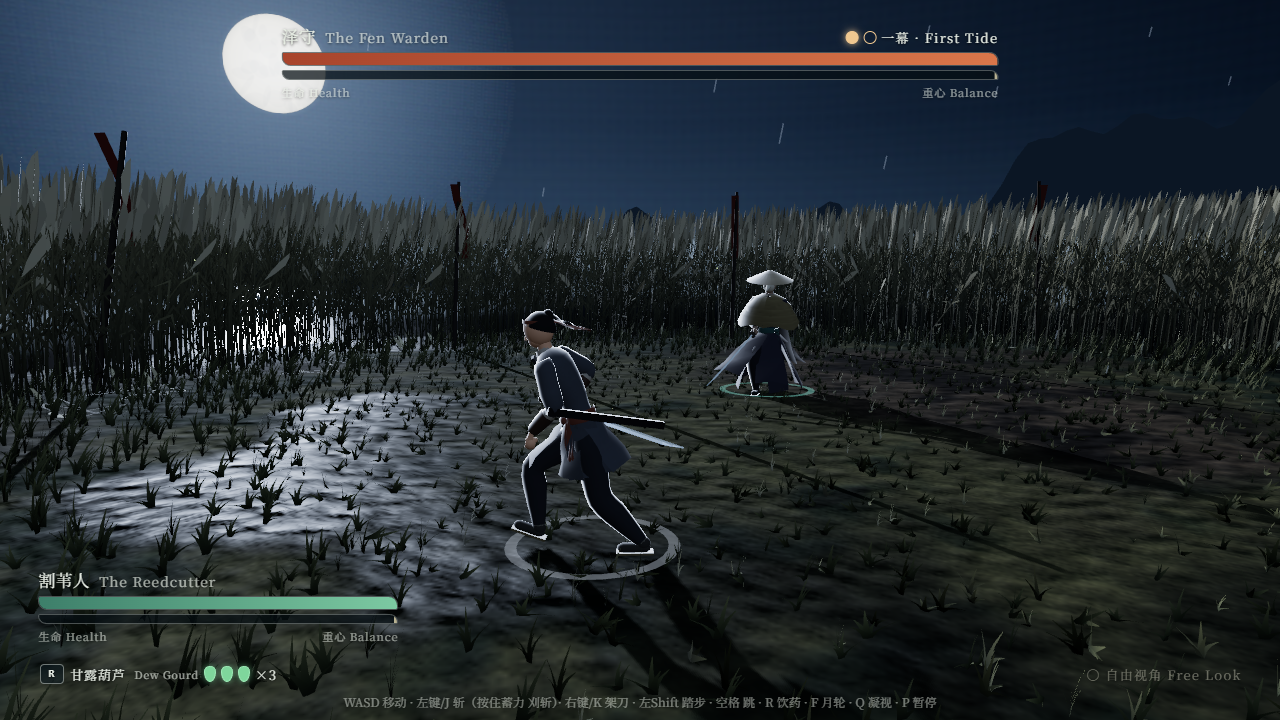 泽守 The Fen Warden
一幕 · First Tide
生命 Health
重心 Balance
割苇人 The Reedcutter
生命 Health
重心 Balance
R 甘露葫芦 Dew Gourd ×3
自由视角 Free Look
WASD 移动 · 左键/J 斩（按住蓄力 刈斩）· 右键/K 架刀 · 左Shift 踏步 · 空格 跳 · R 饮药 · F 月轮 · Q 凝视 · P 暂停